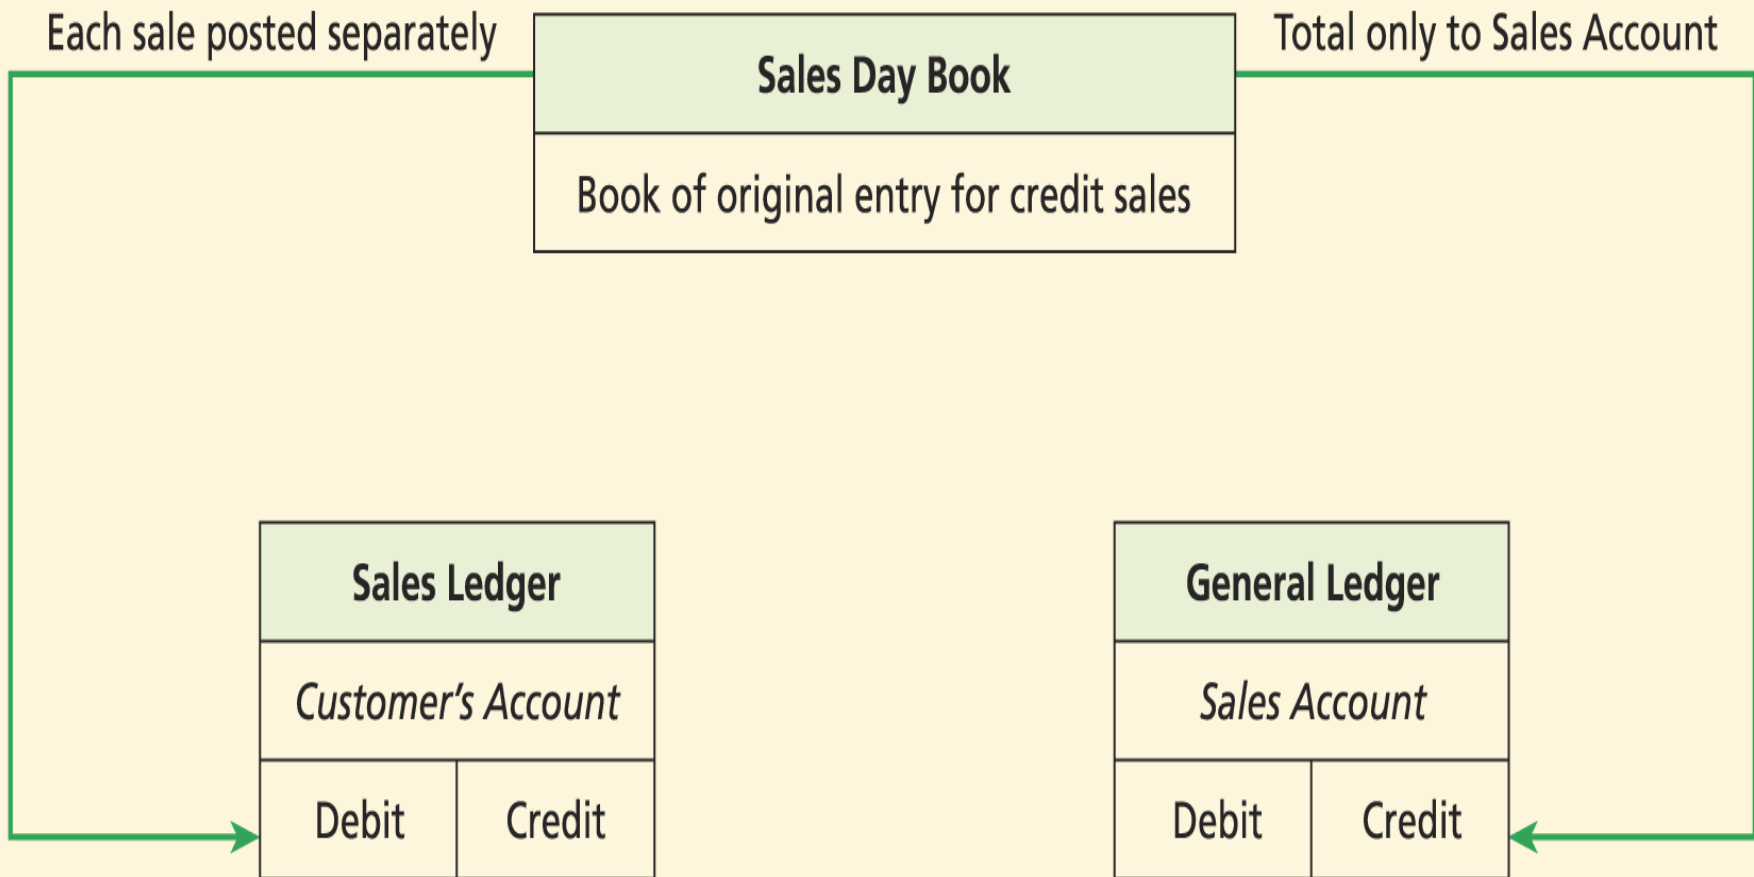 Each sale posted separately
Sales Day Book
Total only to Sales Account
Book of original entry for credit sales
Sales Ledger
Customer's Account
Debit
Credit
General Ledger
Sales Account
Debit
Credit